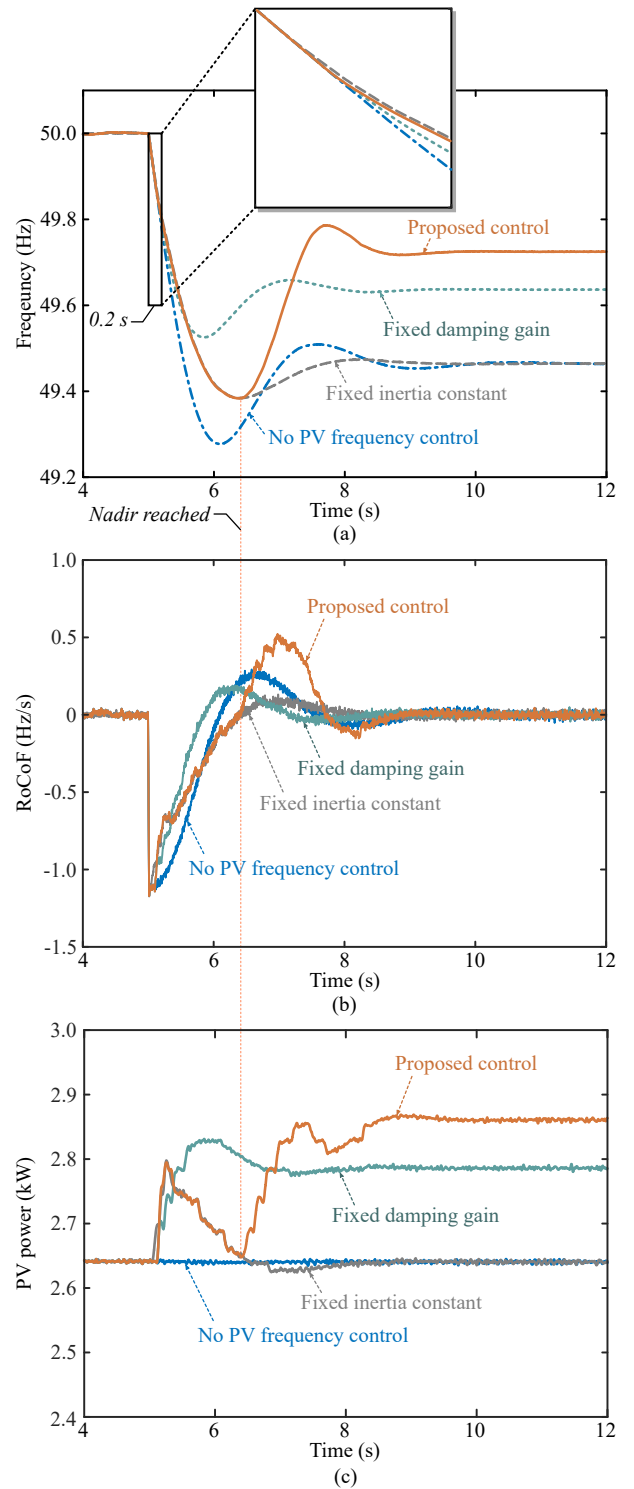 50.0
49.8
49.6
49.4
49.2
Freqeuncy (Hz)
0.2 s
Proposed control
Fixed damping gain
Fixed inertia constant
No PV frequency control
4
6
8
10
12
Time (s)
Nadir reached
(a)
1.0
0.5
0
-0.5
-1.0
-1.5
RoCoF (Hz/s)
Proposed control
Fixed damping gain
Fixed inertia constant
No PV frequency control
4
6
8
10
12
Time (s)
(b)
3.0
2.9
2.8
2.7
2.6
2.5
2.4
PV power (kW)
Proposed control
Fixed damping gain
Fixed inertia constant
No PV frequency control
4
6
8
10
12
Time (s)
(c)